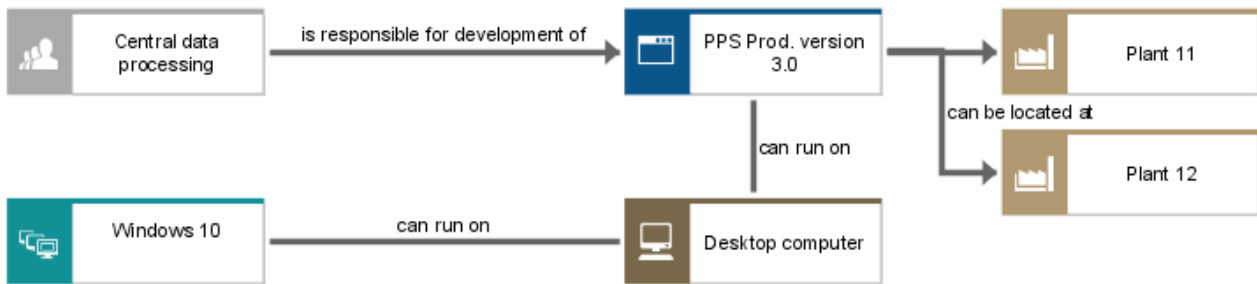 Central data
processing
is responsible for development of
PPS Prod. version
3.0
Plant 11
can be located at
Plant 12
can run on
Windows 10
can run on
Desktop computer